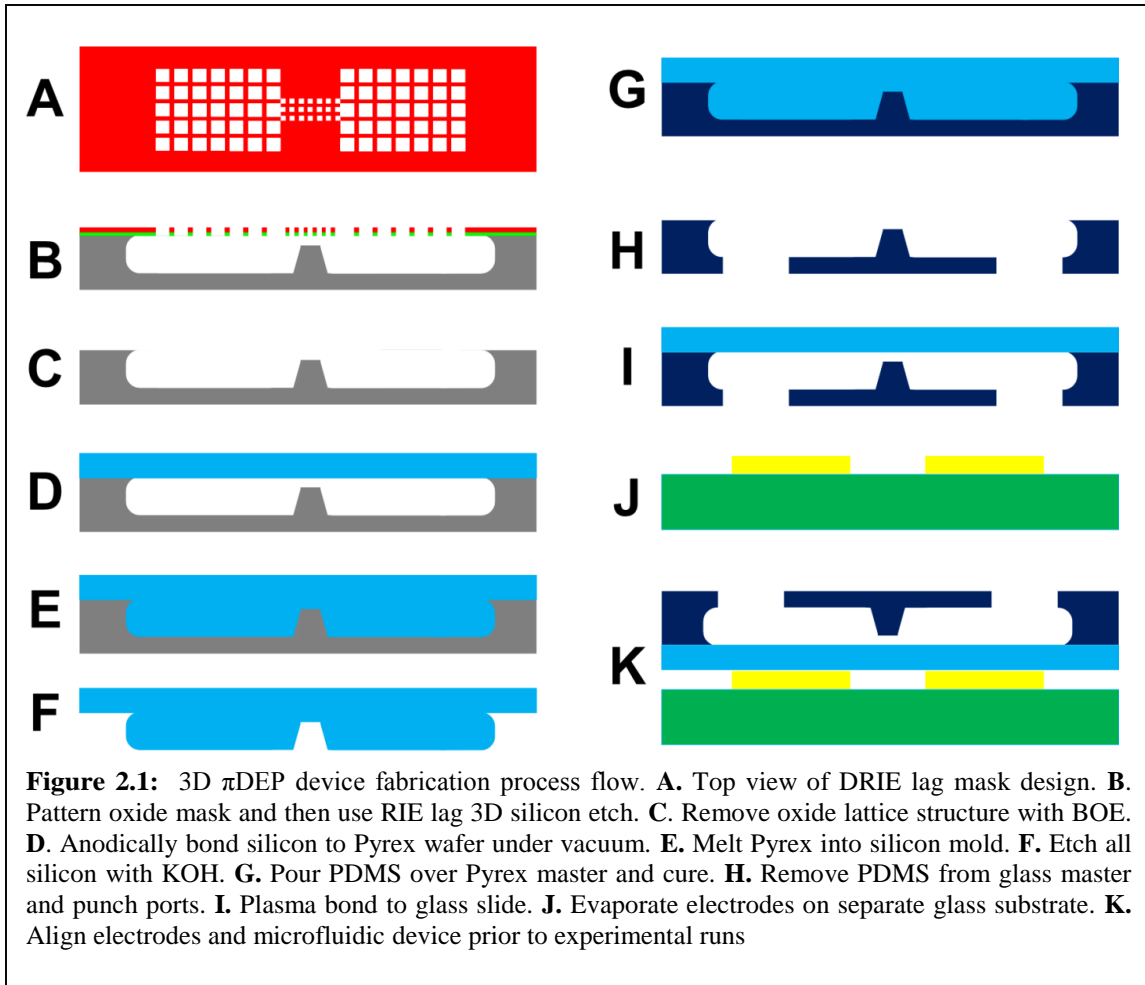 A
B
C
D
E
F
G
H
I
J
K
Figure 2.1: 3D πDEP device fabrication process flow. A. Top view of DRIE lag mask design. B.
Pattern oxide mask and then use RIE lag 3D silicon etch. C. Remove oxide lattice structure with BOE.
D. Anodically bond silicon to Pyrex wafer under vacuum. E. Melt Pyrex into silicon mold. F. Etch all
silicon with KOH. G. Pour PDMS over Pyrex master and cure. H. Remove PDMS from glass master
and punch ports. I. Plasma bond to glass slide. J. Evaporate electrodes on separate glass substrate. K.
Align electrodes and microfluidic device prior to experimental runs